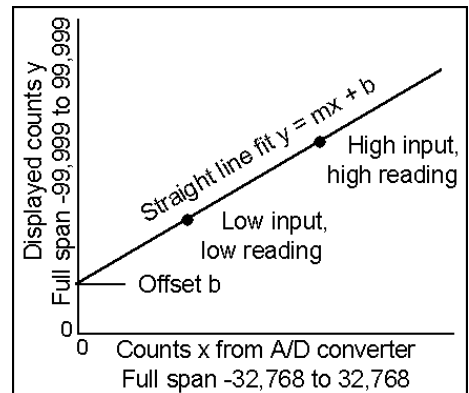 Displayed counts y
Full span -99,999 to 99,999
Straight line fit y = mx + b
High input,
high reading
Low input,
low reading
Offset b
0
0
Counts x from A/D converter
Full span -32,768 to 32,768